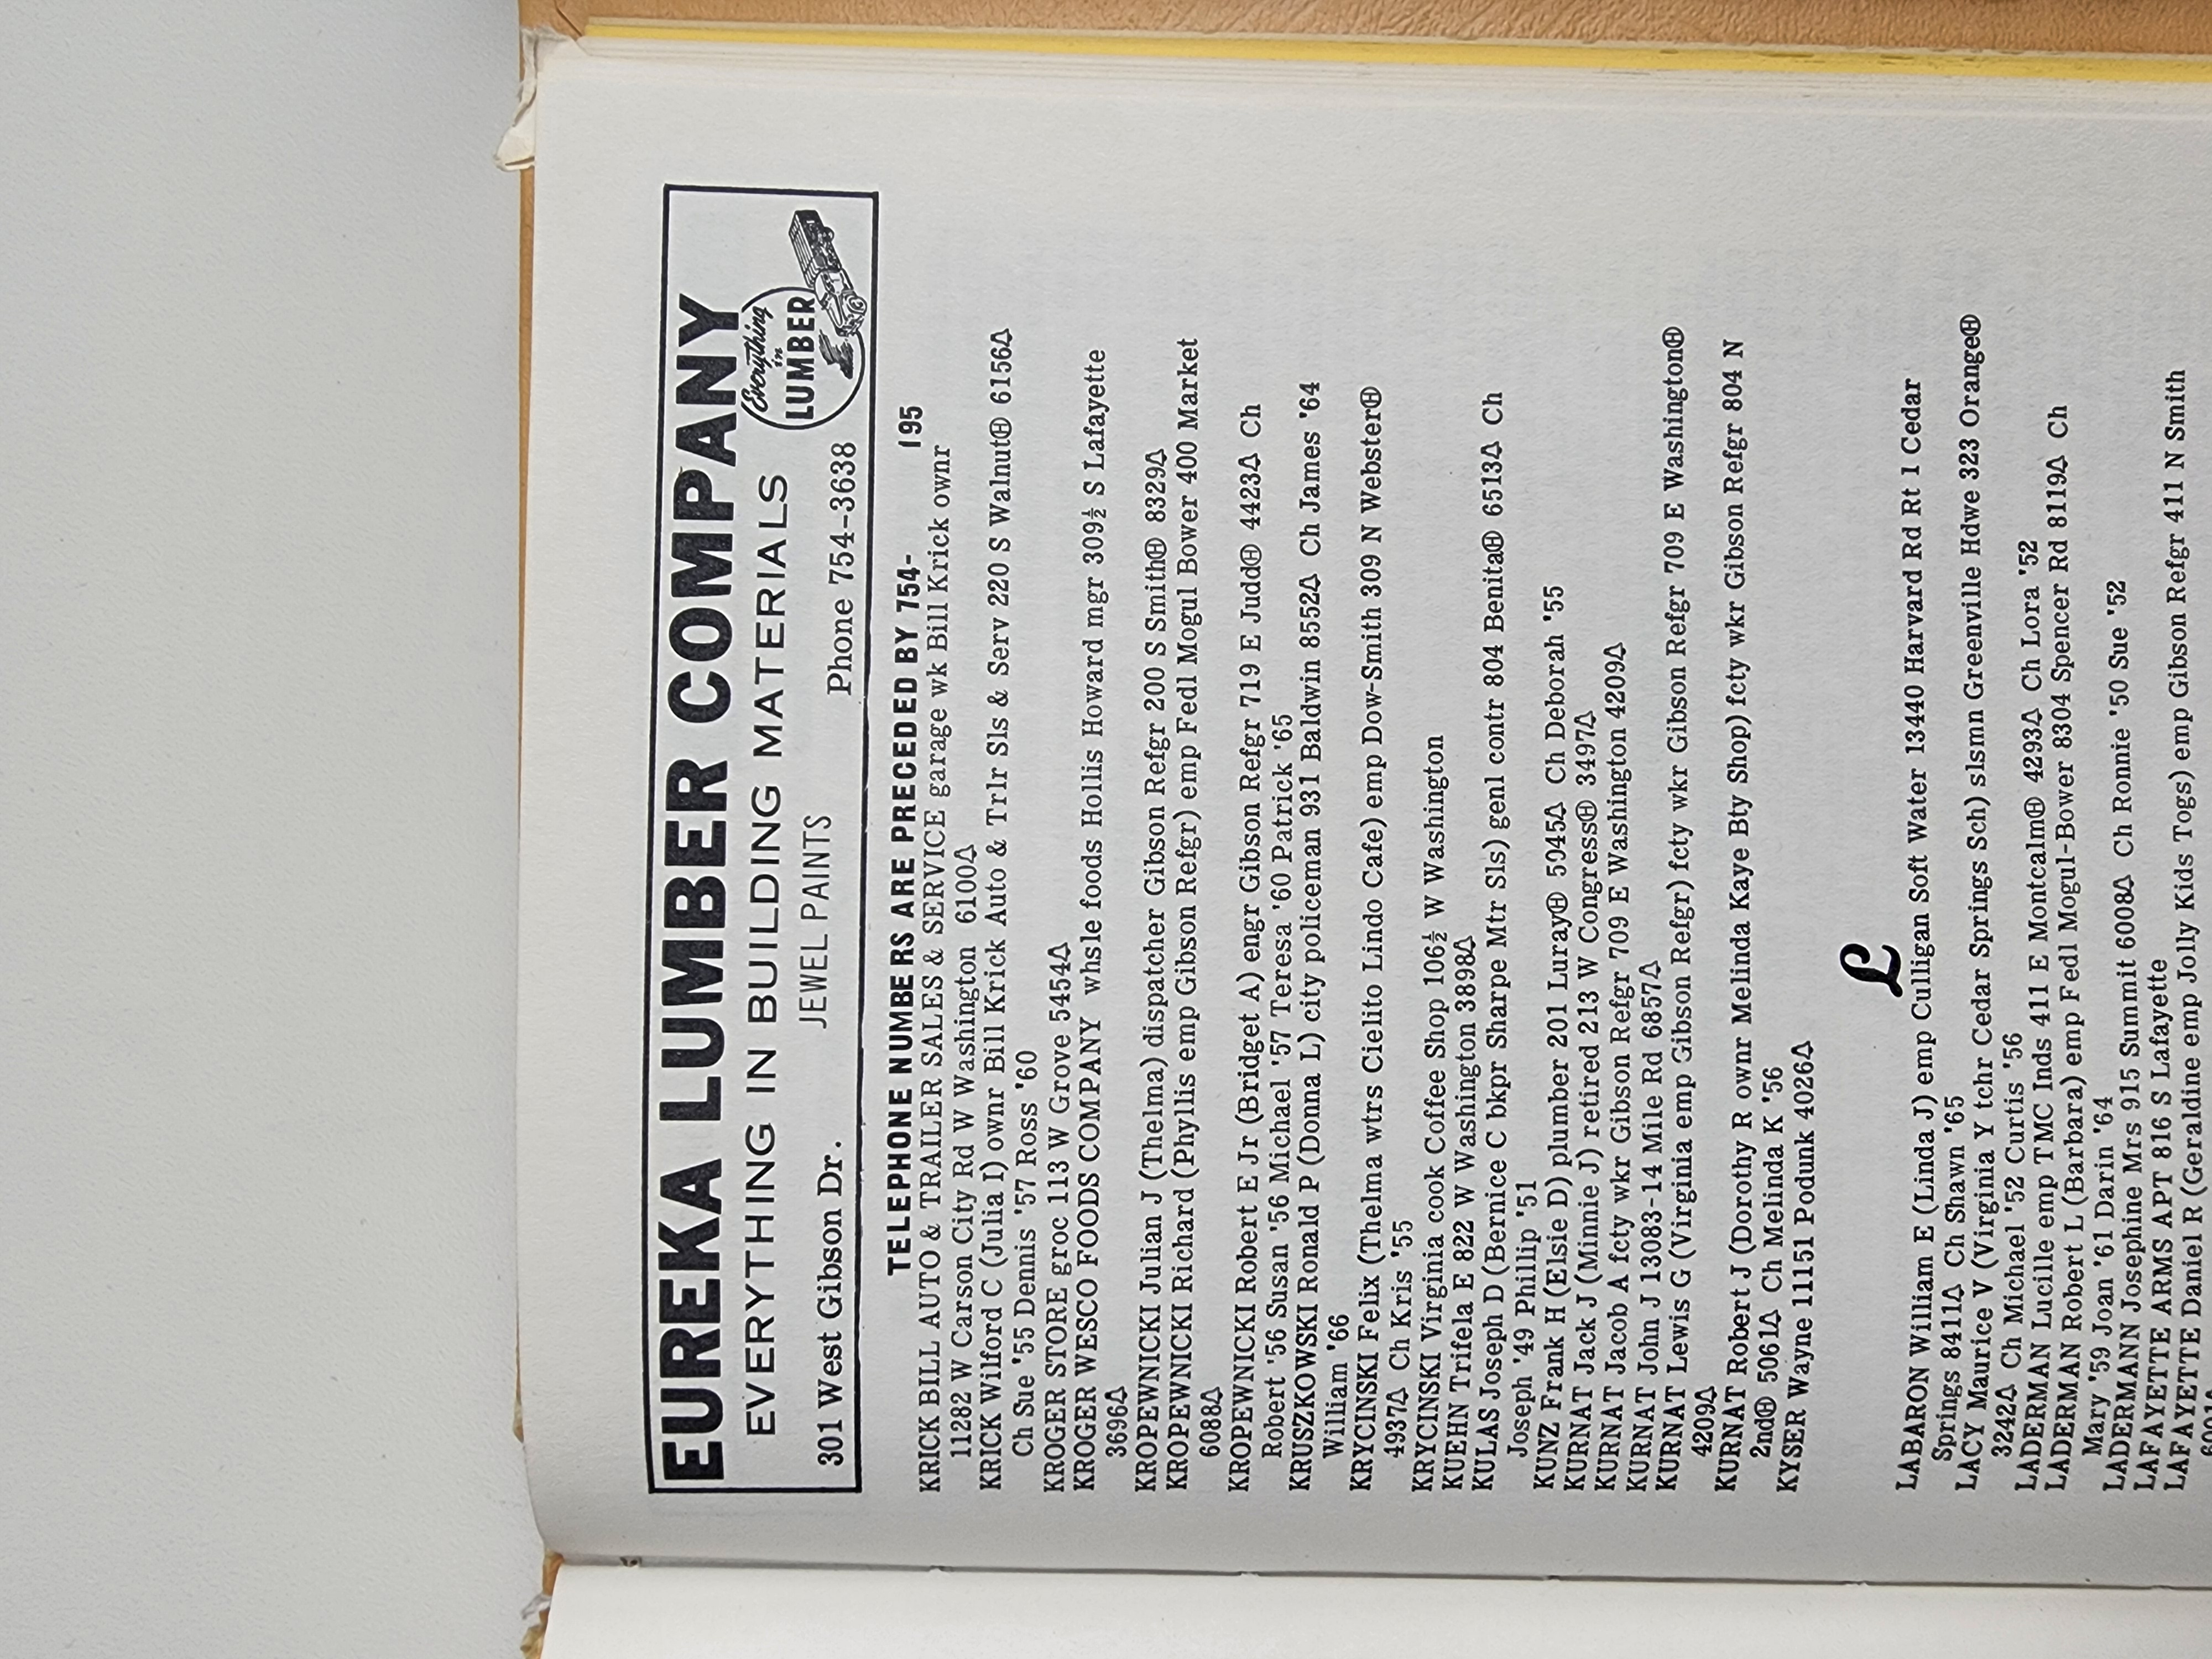 EUREKA LUMBER COMPANY
EVERYTHING IN BUILDING MATERIALS
JEWEL PAINTS
301 West Gibson Dr.
Phone 754-3638
Everything
in
LUMBER
TELEPHONE NUMBERS ARE PRECEDED BY 754- 195
KRICK BILL AUTO & TRAILER SALES & SERVICE garage wk Bill Krick ownr
11282 W Carson City Rd W Washington 6100Δ
KRICK Wilford C (Julia I) ownr Bill Krick Auto & Trlr Sls & Serv 220 S WalnutⒽ 6156Δ
Ch Sue '55 Dennis '57 Ross '60
KROGER STORE groc 113 W Grove 5454Δ
KROGER WESCO FOODS COMPANY whsle foods Hollis Howard mgr 309½ S Lafayette
3696Δ
KROPEWNICKI Julian J (Thelma) dispatcher Gibson Refgr 200 S SmithⒽ 8329Δ
KROPEWNICKI Richard (Phyllis emp Gibson Refgr) emp Fedl Mogul Bower 400 Market
6088Δ
KROPEWNICKI Robert E Jr (Bridget A) engr Gibson Refgr 719 E JuddⒽ 4423Δ Ch
Robert '56 Susan '56 Michael '57 Teresa '60 Patrick '65
KRUSZKOWSKI Ronald P (Donna L) city policeman 931 Baldwin 8552Δ Ch James '64
William '66
KRYCINSKI Felix (Thelma wtrs Cielito Lindo Cafe) emp Dow-Smith 309 N WebsterⒽ
4937Δ Ch Kris '55
KRYCINSKI Virginia cook Coffee Shop 106½ W Washington
KUEHN Trifela E 822 W Washington 3898Δ
KULAS Joseph D (Bernice C bkpr Sharpe Mtr Sls) genl contr 804 BenitaⒽ 6513Δ Ch
Joseph '49 Philip '51
KUNZ Frank H (Elsie D) plumber 201 LurayⒽ 5045Δ Ch Deborah '55
KURNAT Jack J (Minnie J) retired 213 W CongressⒽ 3497Δ
KURNAT Jacob A fcty wkr Gibson Refgr 709 E Washington 4209Δ
KURNAT John J 13083-14 Mile Rd 6857Δ
KURNAT Lewis G (Virginia emp Gibson Refgr) fcty wkr Gibson Refgr 709 E WashingtonⒽ
4209Δ
KURNAT Robert J (Dorothy R ownr Melinda Kaye Bty Shop) fcty wkr Gibson Refgr 804 N
2ndⒽ 5061Δ Ch Melinda K '56
KYSER Wayne 11151 Podunk 4026Δ
L
LABARON William E (Linda J) emp Culligan Soft Water 13440 Harvard Rd Rt 1 Cedar
Springs 8411Δ Ch Shawn '65
LACY Maurice V (Virginia Y tchr Cedar Springs Sch) slsmn Greenville Hdwe 323 OrangeⒽ
3242Δ Ch Michael '52 Curtis '56
LADERMAN Lucille emp TMC Inds 411 E MontcalmⒽ 4293Δ Ch Lora '52
LADERMAN Robert L (Barbara) emp Fedl Mogul-Bower 8304 Spencer Rd 8119Δ Ch
Mary '59 Joan '61 Darin '64
LADERMANN Josephine Mrs 915 Summit 6008Δ Ch Ronnie '50 Sue '52
LAFAYETTE ARMS APT 816 S Lafayette
LAFAYETTE Daniel R (Geraldine emp Jolly Kids Togs) emp Gibson Refgr 411 N Smith